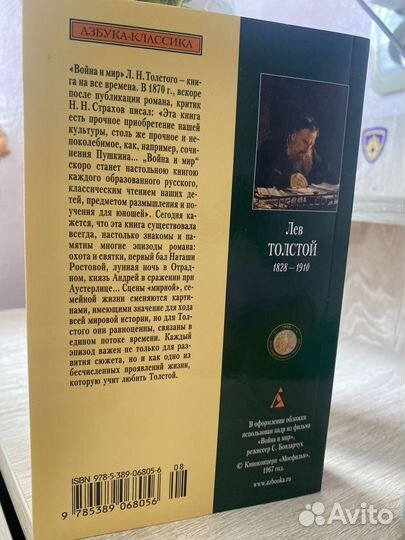 АЗБУКА-КЛАССИКА
«Война и мир» Л. Н. Толстого — кни-
га на все времена. В 1870 г., вскоре
после публикации романа, критик
Н. Н. Страхов писал: «Эта книга
есть прочное приобретение нашей
культуры, столь же прочное и не-
поколебимое, как, например, сочи-
нения Пушкина... „Война и мир“
скоро станет настольною книгою
каждого образованного русского,
классическим чтением наших де-
тей, предметом размышления и по-
учения для юношей». Сегодня ка-
жется, что эта книга существовала
всегда, настолько знакомы и па-
мятны многие эпизоды романа:
охота и святки, первый бал Наташи
Ростовой, лунная ночь в Отрад-
ном, князь Андрей в сражении при
Аустерлице... Сцены «мирной», се-
мейной жизни сменяются картин-
ами, имеющими значение для хода
всей мировой истории, но для Тол-
стого они равноценны, связаны в
едином потоке времени. Каждый
эпизод важен не только для раз-
вития сюжета, но и как одно из
бесчисленных проявлений жизни,
которую учит любить Толстой.
ISBN 978-5-389-06805-6
08
9 785389 068056
Лев
ТОЛСТОЙ
1828 – 1910
В оформлении обложки
использован кадр из фильма
«Война и мир»,
режиссер С. Бондарчук
© Киноконцерн «Мосфильм»,
1967 год.
www.azbooka.ru
Avito